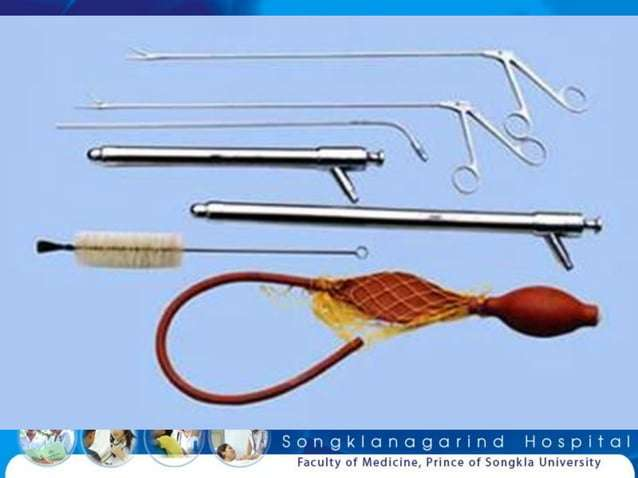 Songklanagarind Hospital
Faculty of Medicine, Prince of Songkla University